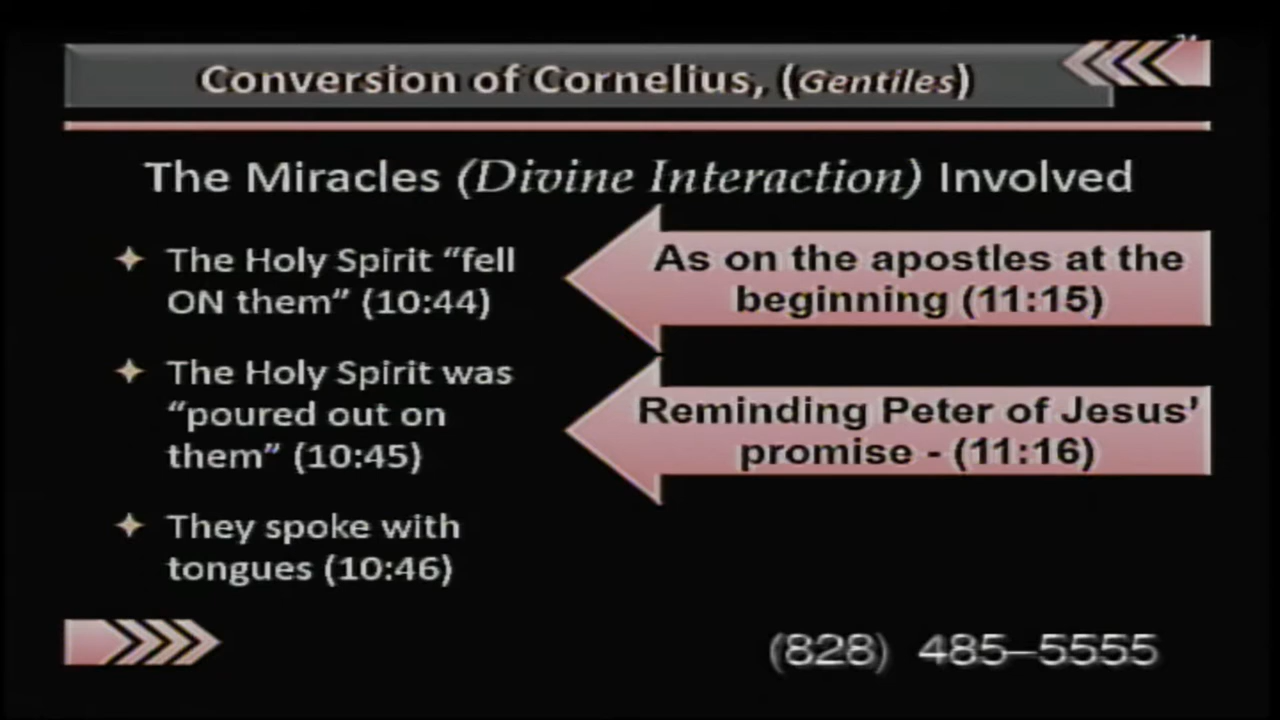 Conversion of Cornelius, (Gentiles)
The Miracles (Divine Interaction) Involved
The Holy Spirit “fell
ON them” (10:44)
As on the apostles at the
beginning (11:15)
The Holy Spirit was
“poured out on
them” (10:45)
Reminding Peter of Jesus’
promise - (11:16)
They spoke with
tongues (10:46)
(828) 485–5555